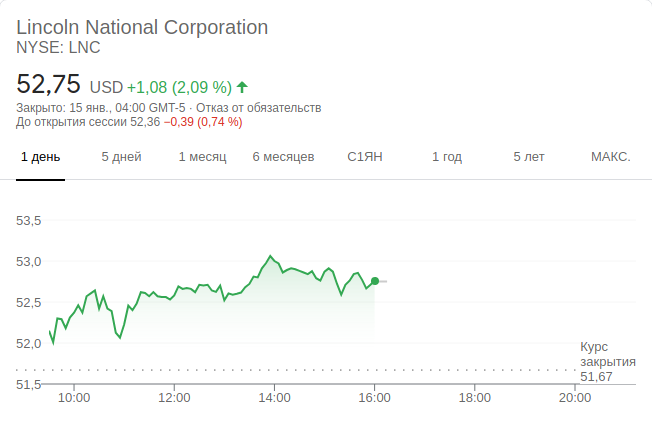 Lincoln National Corporation
NYSE: LNC
52,75 USD +1,08 (2,09 %)
Закрыто: 15 янв., 04:00 GMT-5 · Отказ от обязательств
До открытия сессии 52,36 −0,39 (0,74 %)
1 день 5 дней 1 месяц 6 месяцев С1ЯН 1 год 5 лет МАКС.
53,5
53,0
52,5
52,0
Курс
закрытия
51,67
51,5
10:00 12:00 14:00 16:00 18:00 20:00